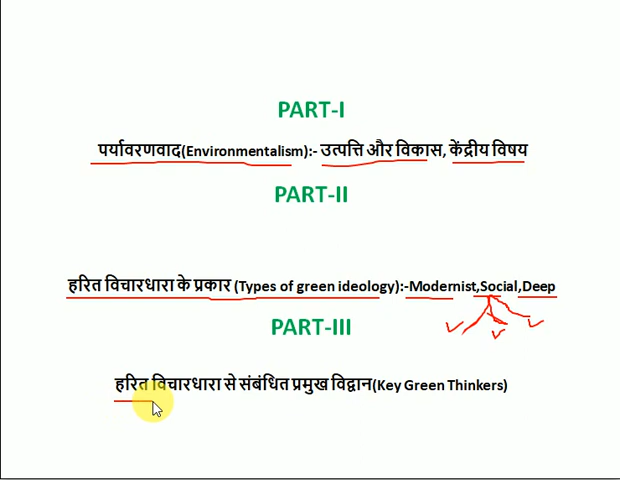 PART-I
पर्यावरणवाद(Environmentalism):- उत्पत्ति और विकास, केंद्रीय विषय
PART-II
हरित विचारधारा के प्रकार (Types of green ideology):-Modernist,Social,Deep
PART-III
हरित विचारधारा से संबंधित प्रमुख विद्वान(Key Green Thinkers)